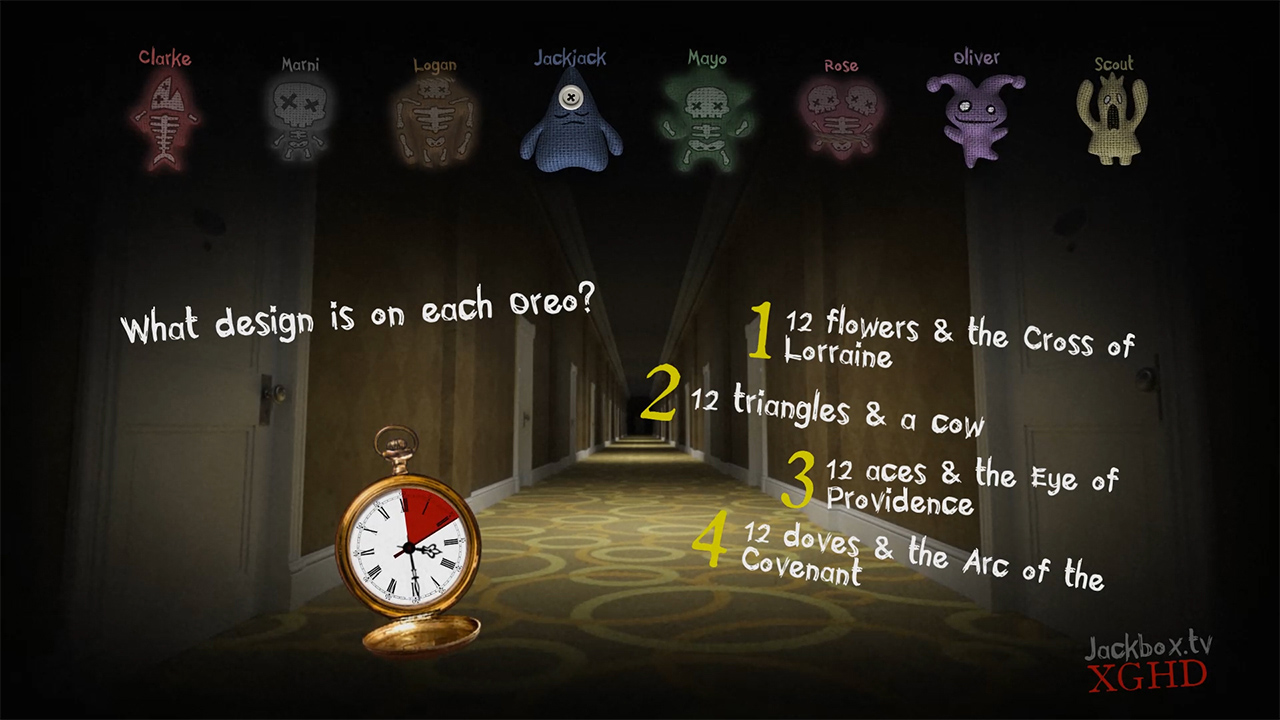 Clarke
Marni
Logan
Jackjack
Mayo
Rose
Oliver
Scout
What design is on each Oreo?
1 12 flowers & the Cross of
Lorraine
2 12 triangles & a cow
3 12 aces & the Eye of
Providence
4 12 doves & the Arc of the
Covenant
Jackbox.tv
XGHD